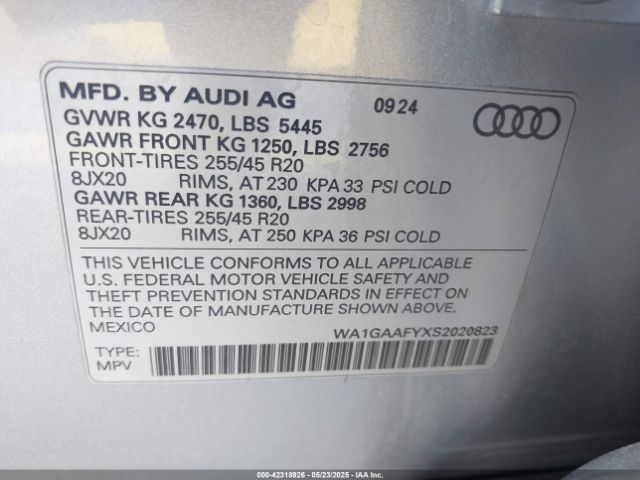 MFD. BY AUDI AG 09 24
GVWR KG 2470, LBS 5445
GAWR FRONT KG 1250, LBS 2756
FRONT-TIRES 255/45 R20
8JX20 RIMS, AT 230 KPA 33 PSI COLD
GAWR REAR KG 1360, LBS 2998
REAR-TIRES 255/45 R20
8JX20 RIMS, AT 250 KPA 36 PSI COLD
THIS VEHICLE CONFORMS TO ALL APPLICABLE
U.S. FEDERAL MOTOR VEHICLE SAFETY AND
THEFT PREVENTION STANDARDS IN EFFECT ON
THE DATE OF MANUFACTURE SHOWN ABOVE.
MEXICO WA1GAAFYXS2020823
TYPE:
MPV
000-42318926 - 05/23/2025 - IAA Inc.